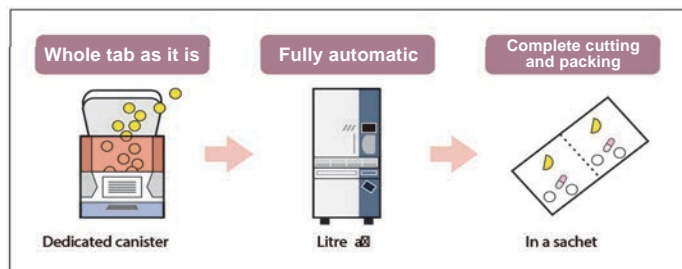 Whole tab as it is
Fully automatic
Complete cutting
and packing
Dedicated canister
Litre
In a sachet